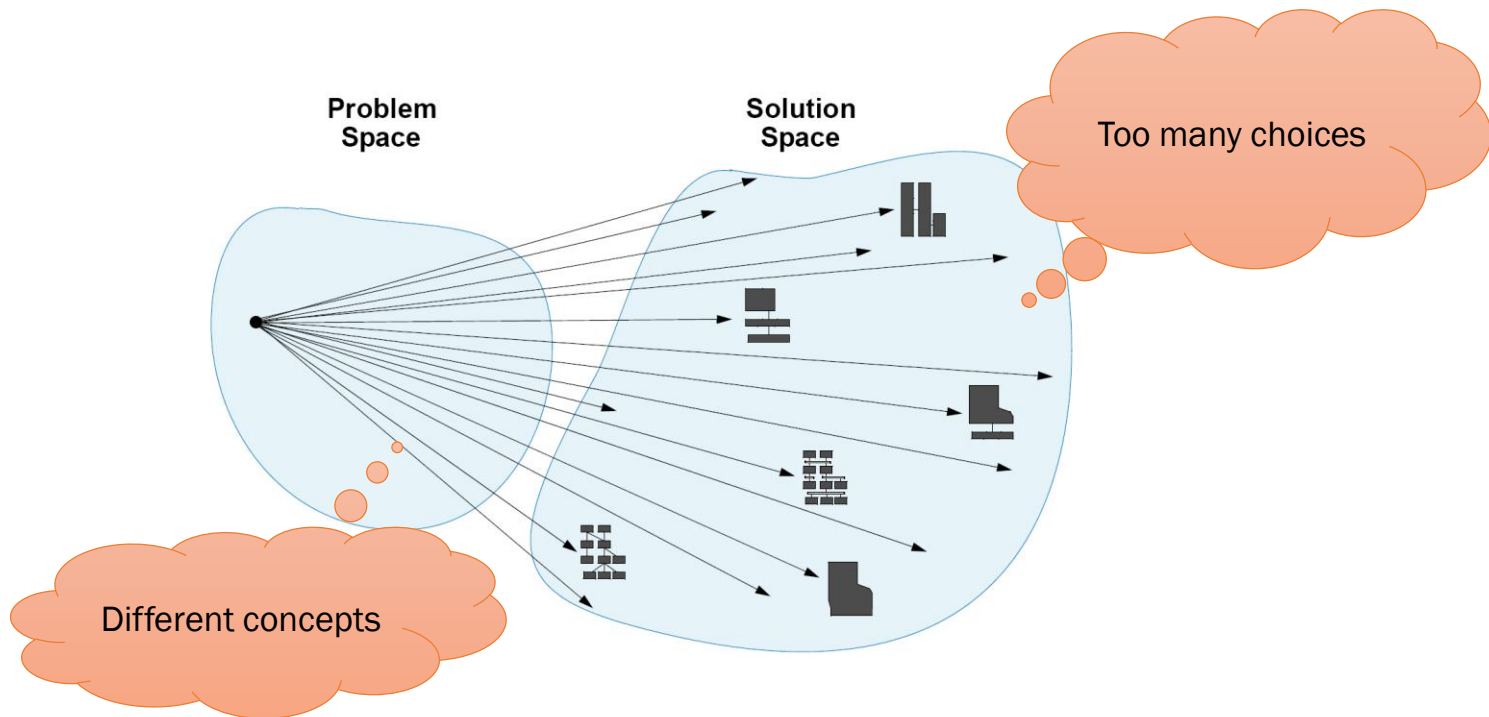 Problem
Space
Solution
Space
Too many choices
Different concepts